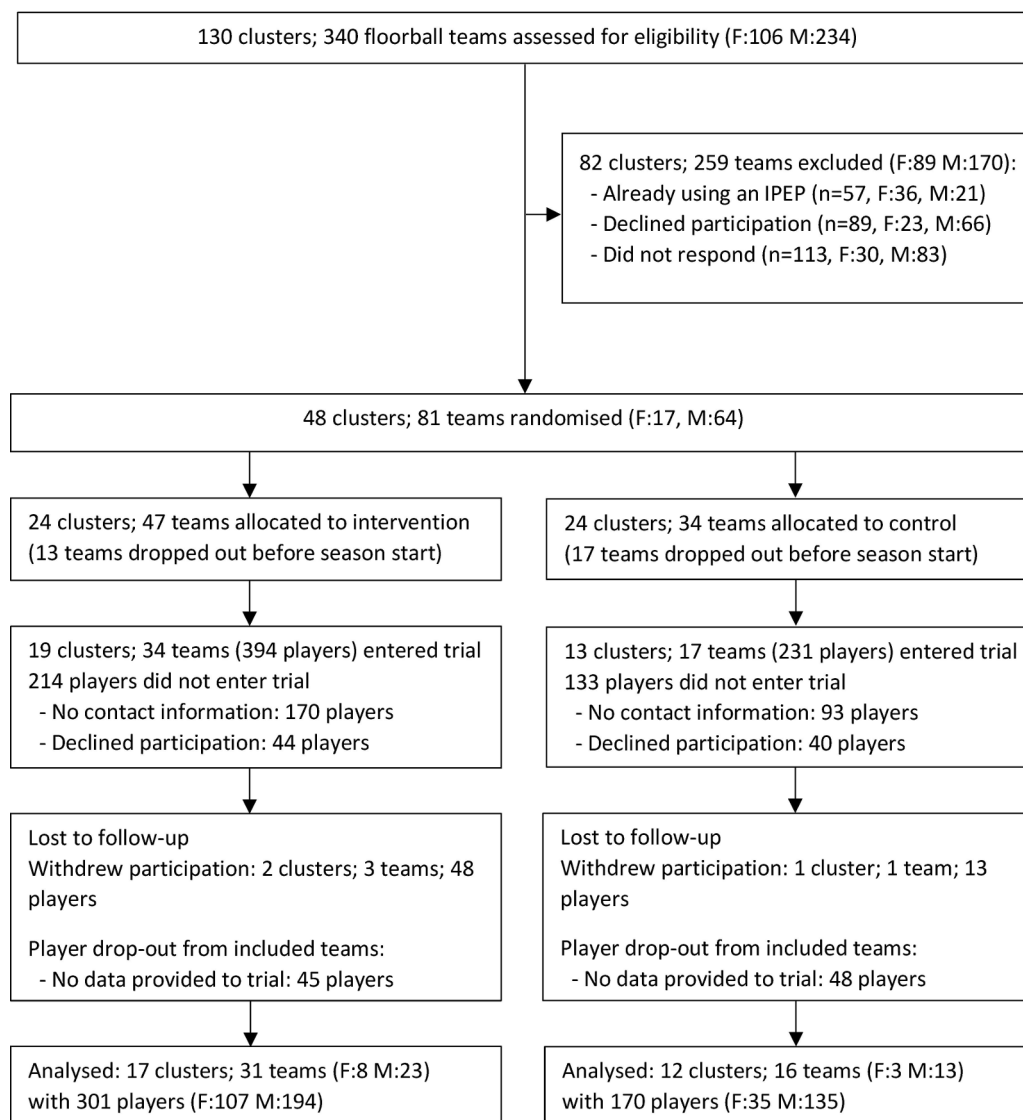 130 clusters; 340 floorball teams assessed for eligibility (F:106 M:234)
82 clusters; 259 teams excluded (F:89 M:170):
- Already using an IPEP (n=57, F:36, M:21)
- Declined participation (n=89, F:23, M:66)
- Did not respond (n=113, F:30, M:83)
48 clusters; 81 teams randomised (F:17, M:64)
24 clusters; 47 teams allocated to intervention
(13 teams dropped out before season start)
24 clusters; 34 teams allocated to control
(17 teams dropped out before season start)
19 clusters; 34 teams (394 players) entered trial
214 players did not enter trial
- No contact information: 170 players
- Declined participation: 44 players
13 clusters; 17 teams (231 players) entered trial
133 players did not enter trial
- No contact information: 93 players
- Declined participation: 40 players
Lost to follow-up
Withdrew participation: 2 clusters; 3 teams; 48
players
Player drop-out from included teams:
- No data provided to trial: 45 players
Lost to follow-up
Withdrew participation: 1 cluster; 1 team; 13
players
Player drop-out from included teams:
- No data provided to trial: 48 players
Analysed: 17 clusters; 31 teams (F:8 M:23)
with 301 players (F:107 M:194)
Analysed: 12 clusters; 16 teams (F:3 M:13)
with 170 players (F:35 M:135)